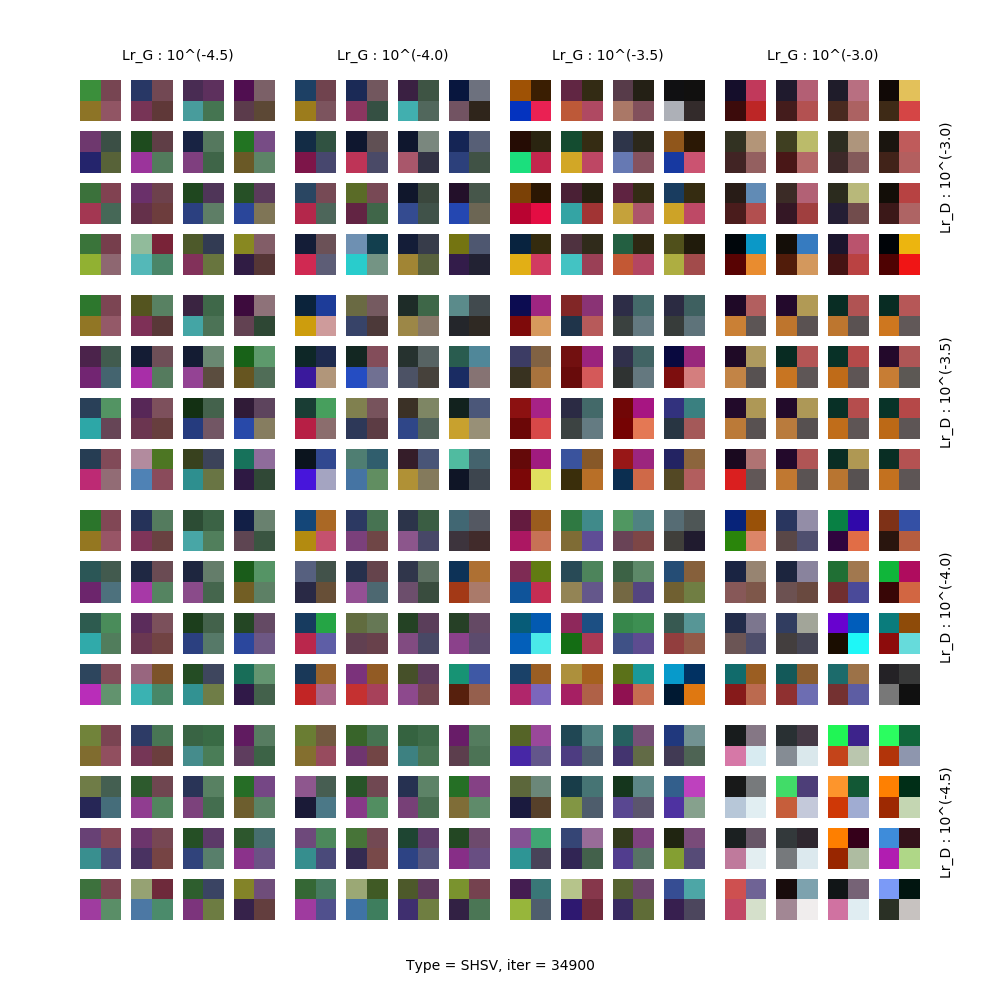 Lr_G : 10^(-4.5)
Lr_G : 10^(-4.0)
Lr_G : 10^(-3.5)
Lr_G : 10^(-3.0)
Lr_D : 10^(-3.0)
Lr_D : 10^(-3.5)
Lr_D : 10^(-4.0)
Lr_D : 10^(-4.5)
Type = SHSV, iter = 34900